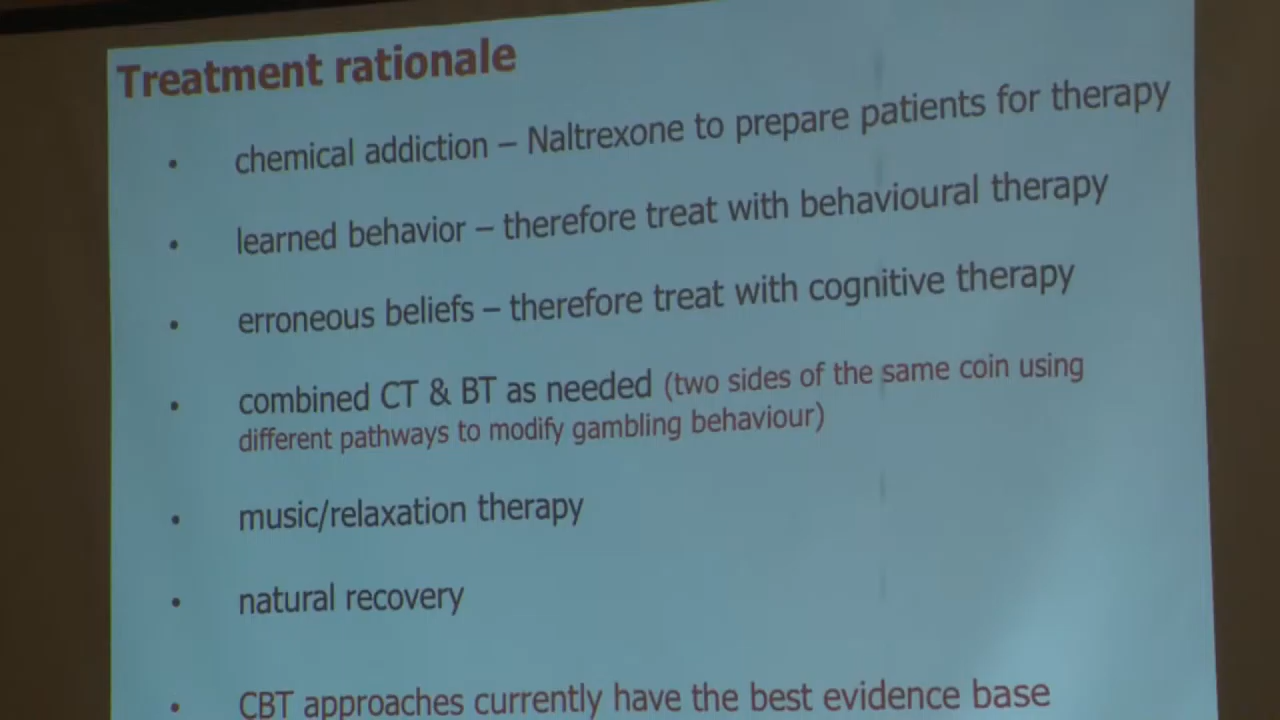 Treatment rationale
• chemical addiction – Naltrexone to prepare patients for therapy
• learned behavior – therefore treat with behavioural therapy
• erroneous beliefs – therefore treat with cognitive therapy
• combined CT & BT as needed (two sides of the same coin using
different pathways to modify gambling behaviour)
• music/relaxation therapy
• natural recovery
• CBT approaches currently have the best evidence base